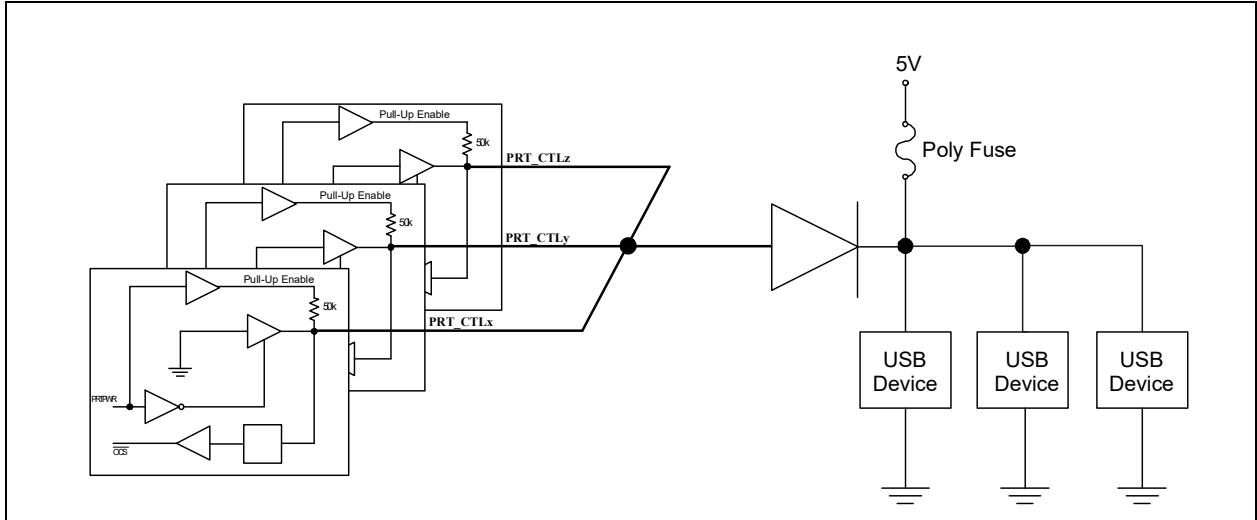 5V
Poly Fuse
Pull-Up Enable
50k
PRT_CTLz
Pull-Up Enable
50k
PRT_CTLy
Pull-Up Enable
50k
PRT_CTLx
PRTPWR
OCS
USB
Device
USB
Device
USB
Device